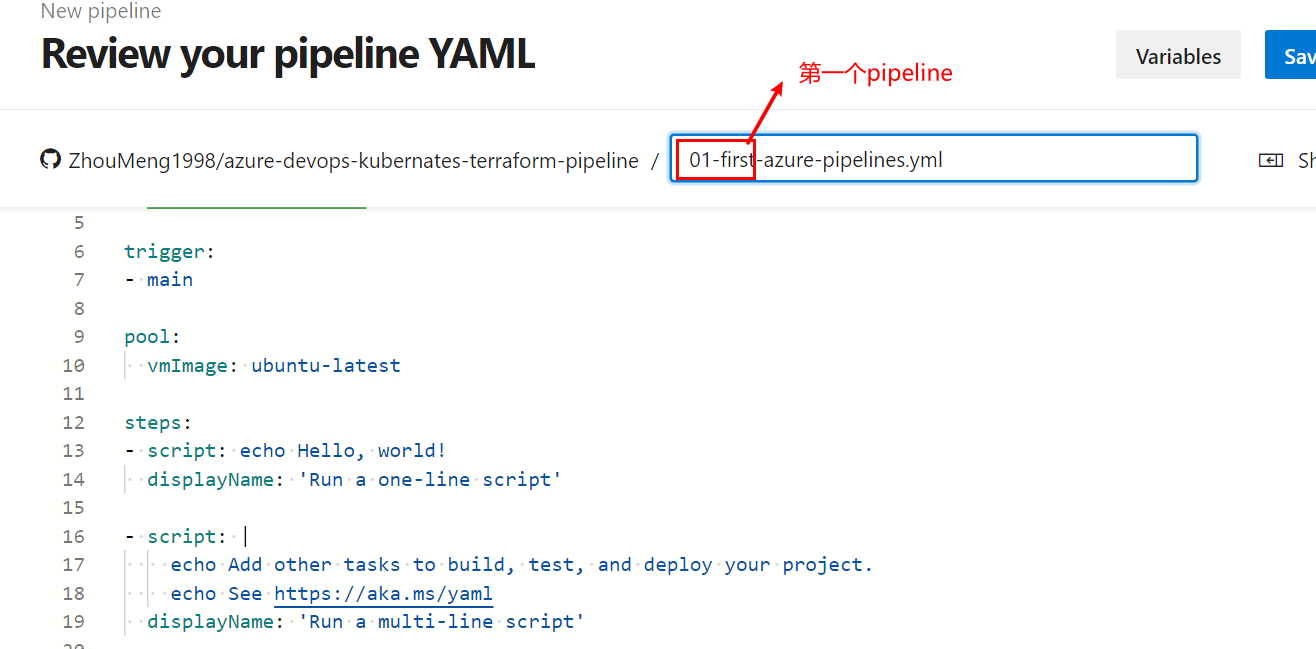 New pipeline
Review your pipeline YAML
Variables
Sav
第一个pipeline
ZhouMeng1998/azure-devops-kubernates-terraform-pipeline / 01-first-azure-pipelines.yml
Sh
5
6 trigger:
7 - main
8
9 pool:
10 vmImage: ubuntu-latest
11
12 steps:
13 - script: echo Hello, world!
14 displayName: 'Run a one-line script'
15
16 - script: |
17 echo Add other tasks to build, test, and deploy your project.
18 echo See https://aka.ms/yaml
19 displayName: 'Run a multi-line script'